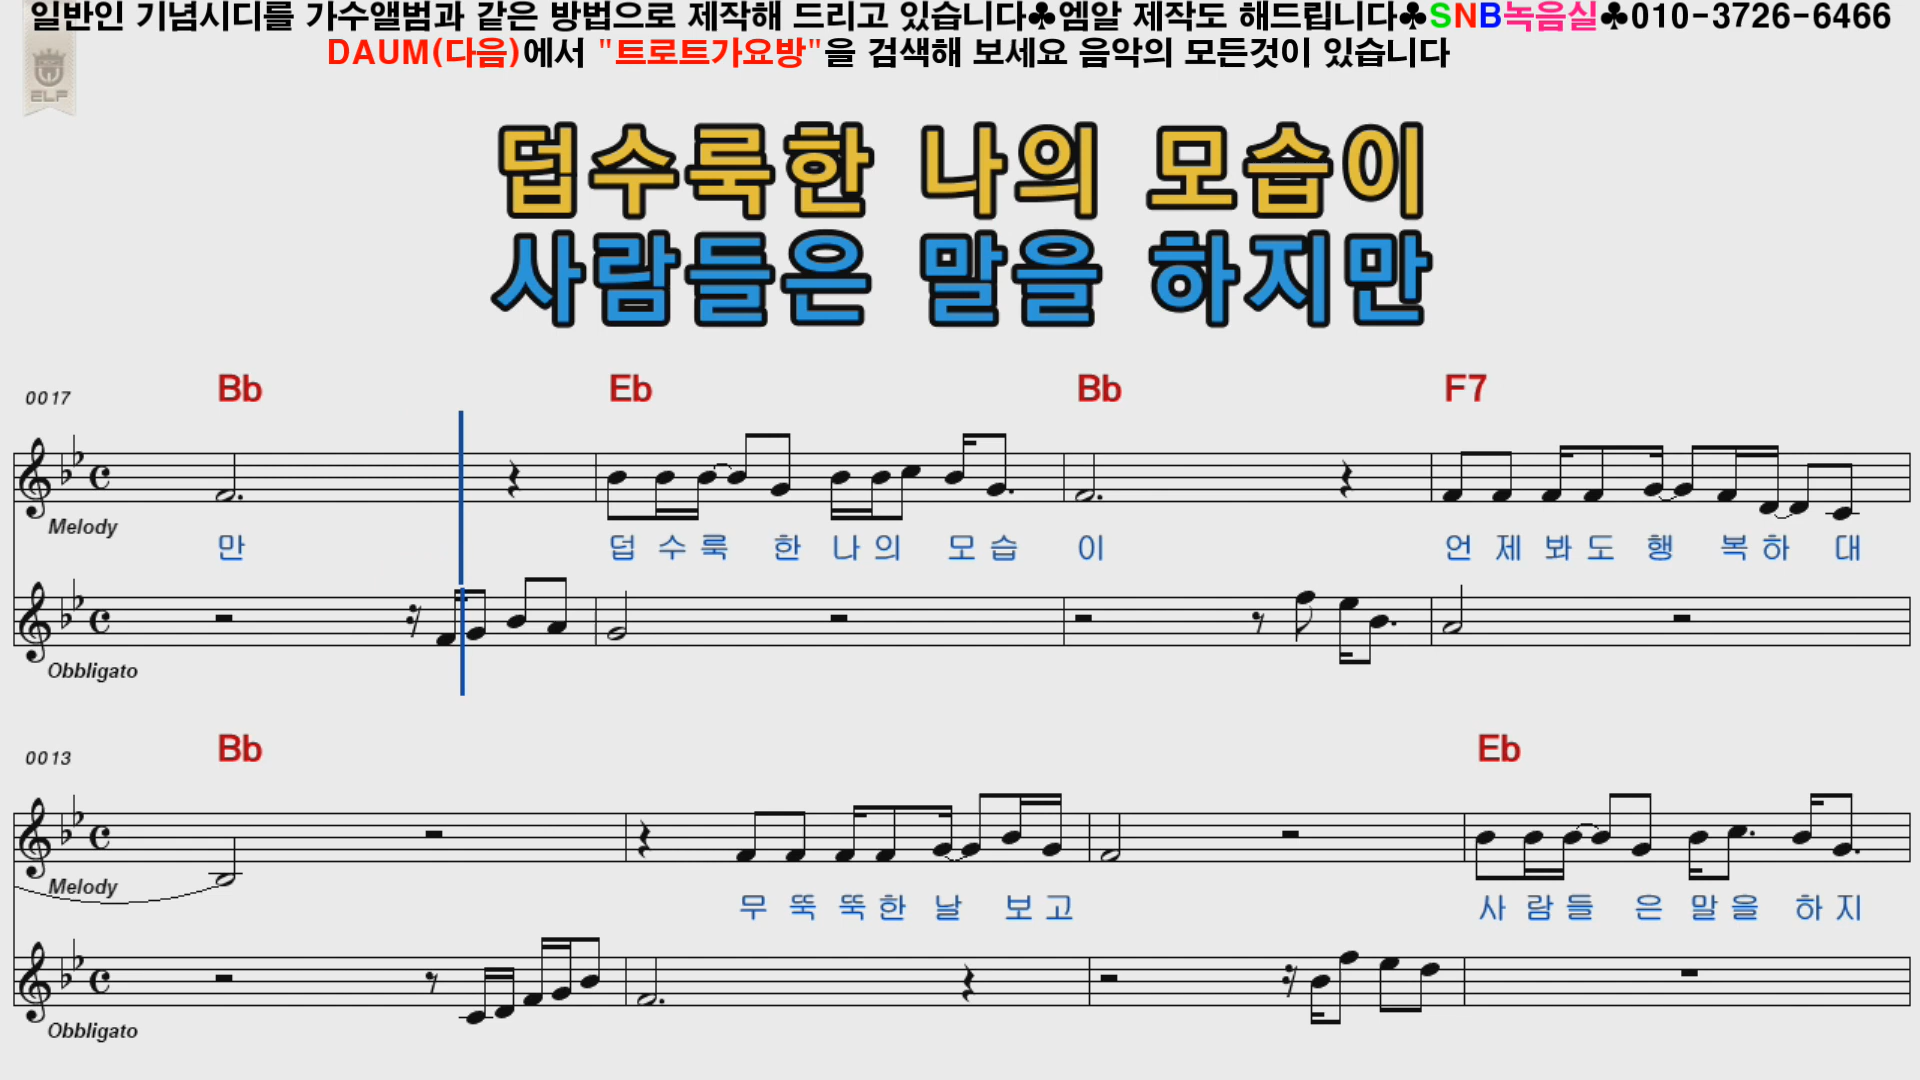 일반인 기념시디를 가수앨범과 같은 방법으로 제작해 드리고 있습니다♣엠알 제작도 해드립니다♣SNB녹음실♣010-3726-6466
DAUM(다음)에서 "트로트가요방"을 검색해 보세요 음악의 모든것이 있습니다
ELF
덥수룩한 나의 모습이
사람들은 말을 하지만
0017 Bb Eb Bb F7
Melody
만 덥 수 룩 한 나 의 모 습 이 언 제 봐 도 행 복 하 대
Obbligato
0013 Bb Eb
Melody
무 뚝 뚝 한 날 보 고 사 람 들 은 말 을 하 지
Obbligato